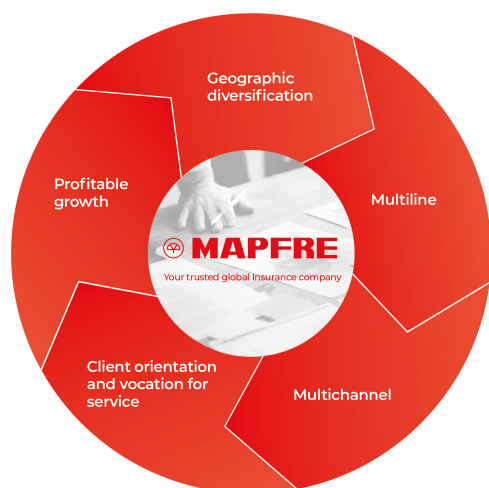 Geographic
diversification
Profitable
growth
Multiline
MAPFRE
Your trusted global Insurance company
Client orientation
and vocation for
service
Multichannel